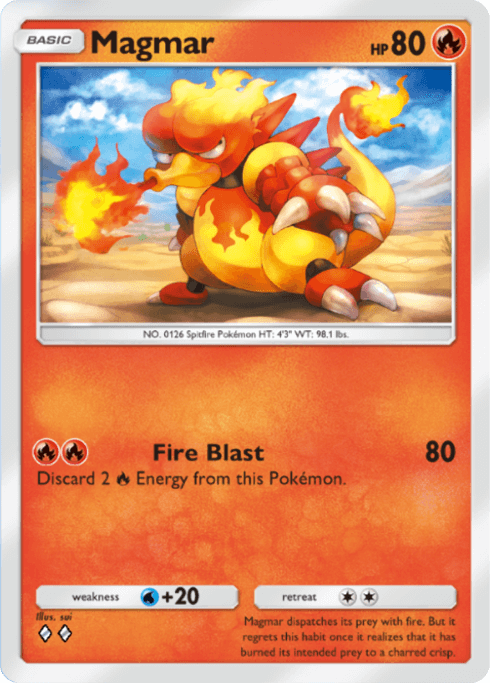 BASIC Magmar HP 80
NO. 0126 Spitfire Pokémon HT: 4'3" WT: 98.1 lbs.
Fire Blast 80
Discard 2 Energy from this Pokémon.
weakness +20 retreat
Illus. sui
Magmar dispatches its prey with fire. But it
regrets this habit once it realizes that it has
burned its intended prey to a charred crisp.